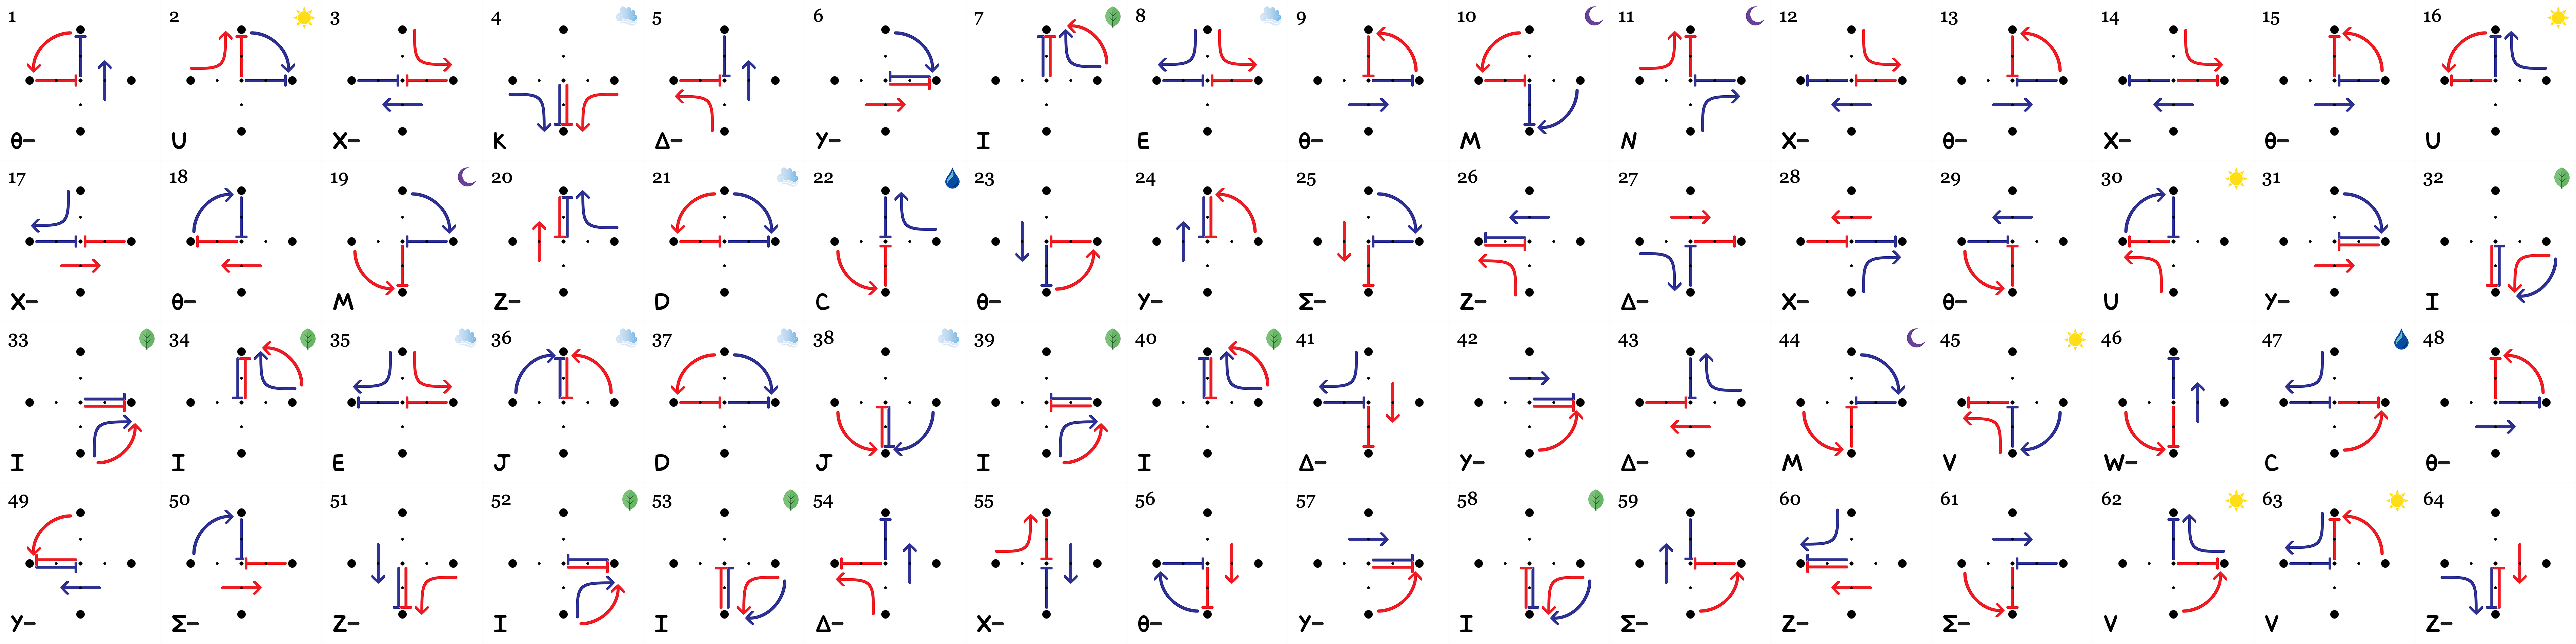 1 2 3 4 5 6 7 8 9 10 11 12 13 14 15 16
θ- U X- K Δ- Y- I E θ- M N X- θ- X- θ- U
17 18 19 20 21 22 23 24 25 26 27 28 29 30 31 32
X- θ- M Z- D C θ- Y- Σ- Z- Δ- X- θ- U Y- I
33 34 35 36 37 38 39 40 41 42 43 44 45 46 47 48
I I E J D J I I Δ- Y- Δ- M V W- C θ-
49 50 51 52 53 54 55 56 57 58 59 60 61 62 63 64
Y- Σ- Z- I I Δ- X- θ- Y- I Σ- Z- Σ- V V Z-